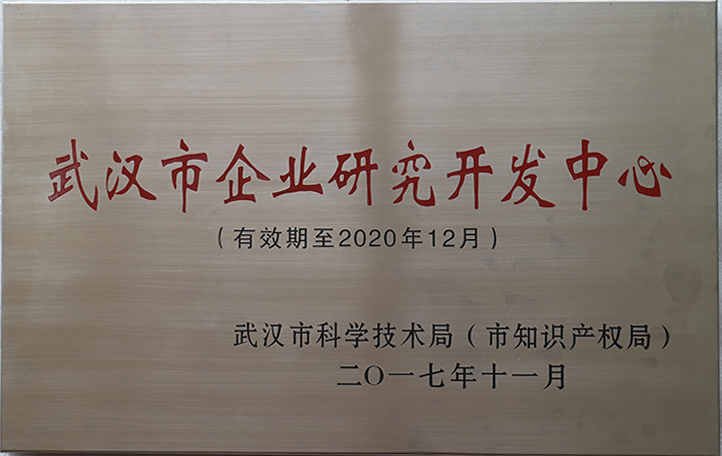 武汉市企业研究开发中心
(有效期至2020年12月)
武汉市科学技术局(市知识产权局)
二〇一七年十一月